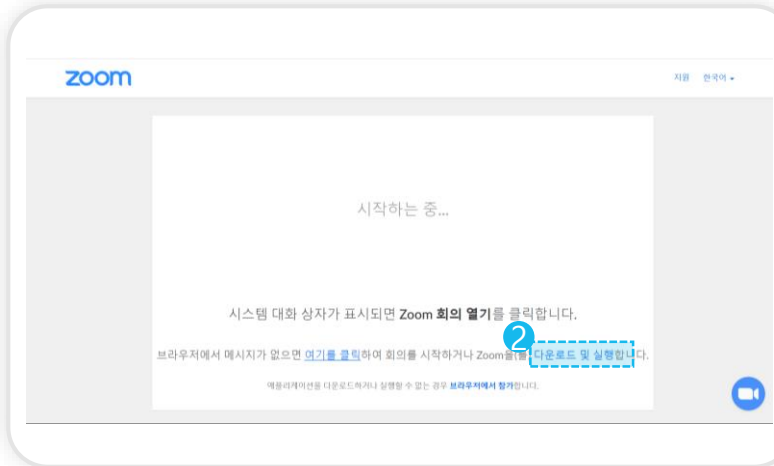 zoom
지원 한국어
시작하는 중...
시스템 대화 상자가 표시되면 Zoom 회의 열기를 클릭합니다.
2
브라우저에서 메시지가 없으면 여기를 클릭하여 회의를 시작하거나 Zoom을(를) 다운로드 및 실행합니다.
애플리케이션을 다운로드하거나 실행할 수 없는 경우 브라우저에서 참가합니다.